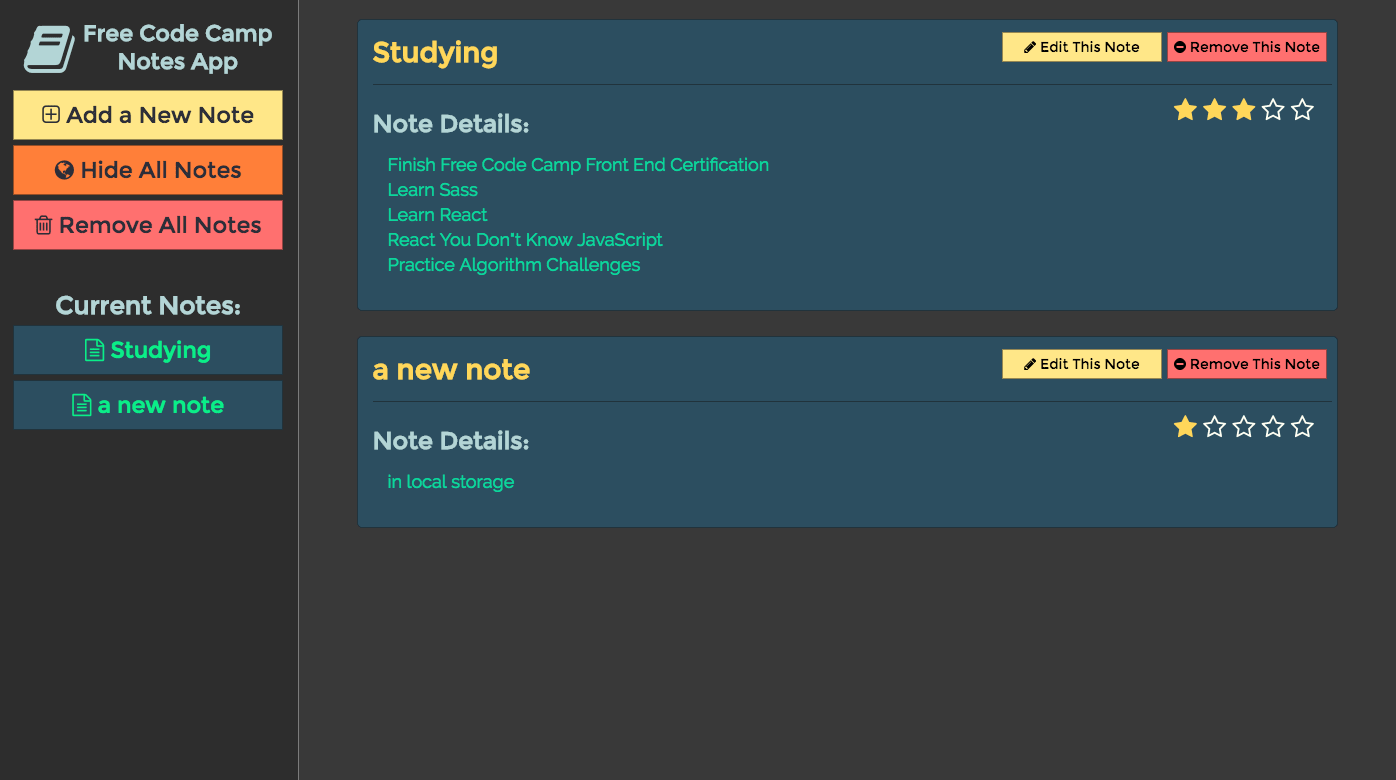 Free Code Camp
Notes App
Add a New Note
Hide All Notes
Remove All Notes
Current Notes:
Studying
a new note
Studying
Edit This Note
Remove This Note
Note Details:
Finish Free Code Camp Front End Certification
Learn Sass
Learn React
React You Don"t Know JavaScript
Practice Algorithm Challenges
a new note
Edit This Note
Remove This Note
Note Details:
in local storage